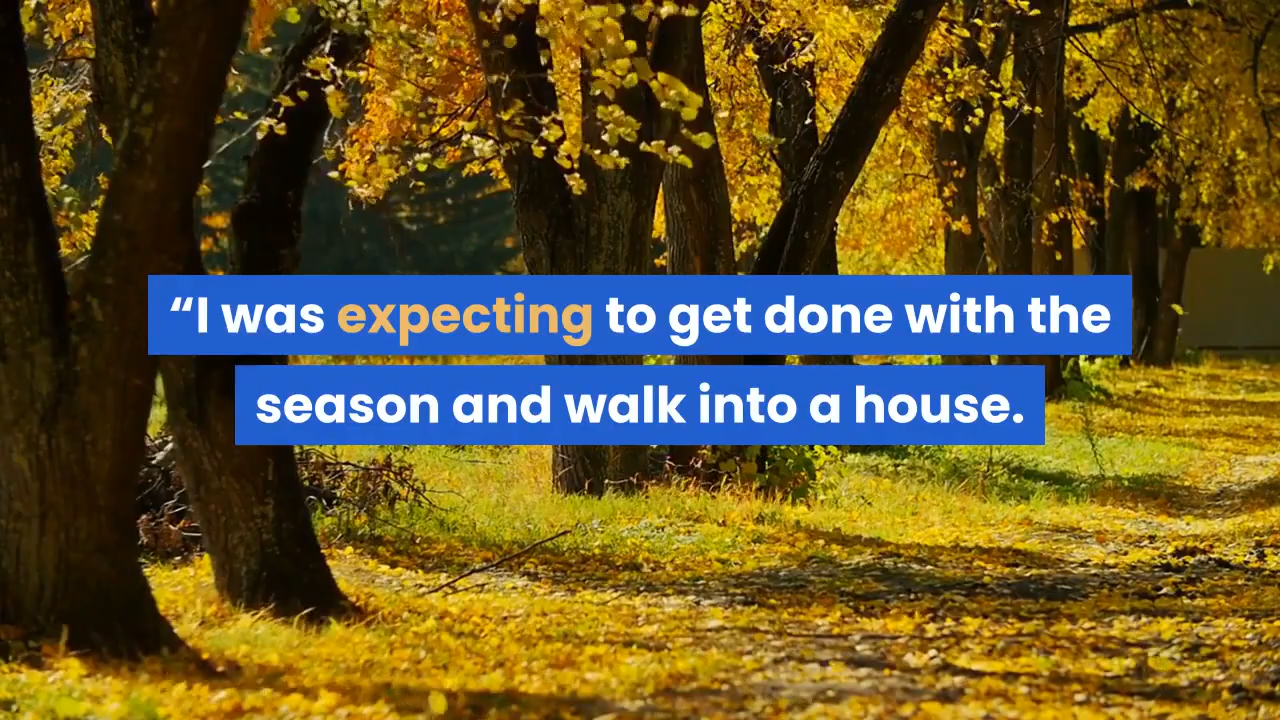 “I was expecting to get done with the
season and walk into a house.